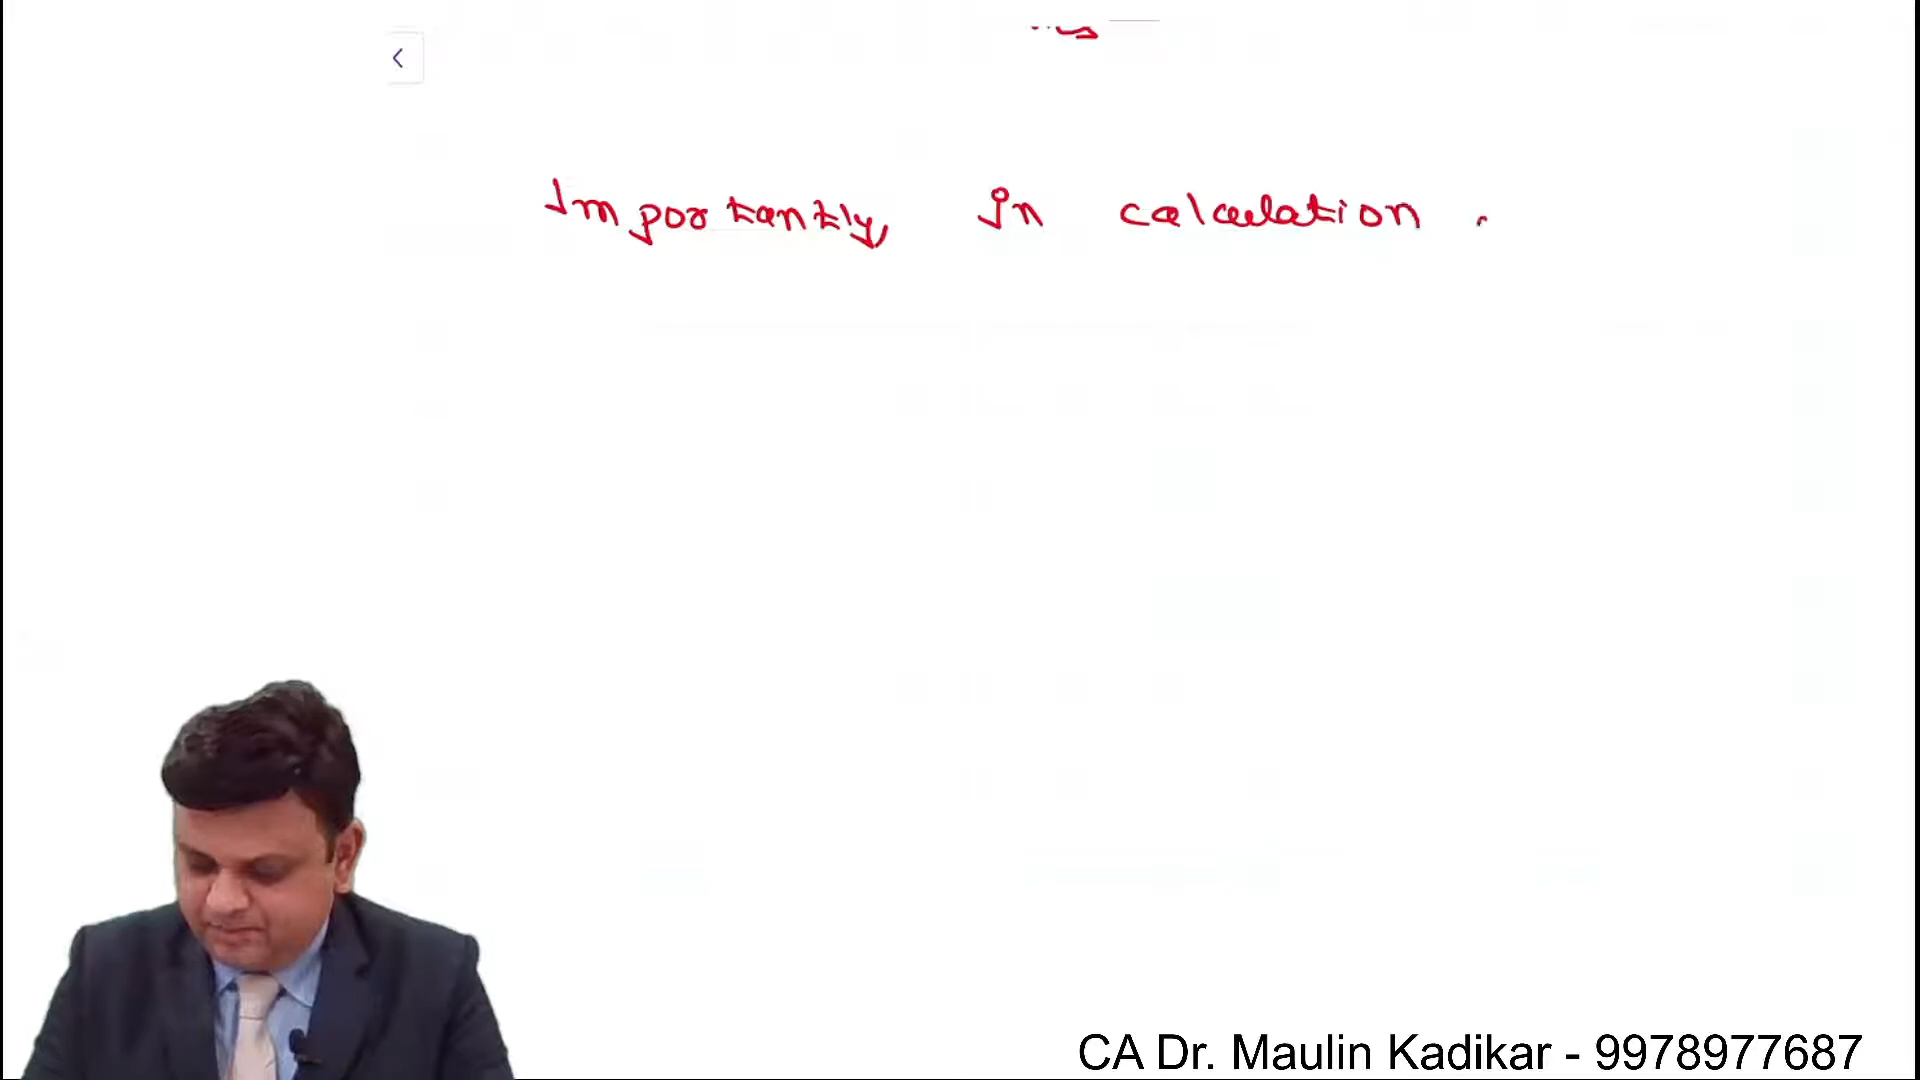 Importantly, In calculation
CA Dr. Maulin Kadikar - 9978977687